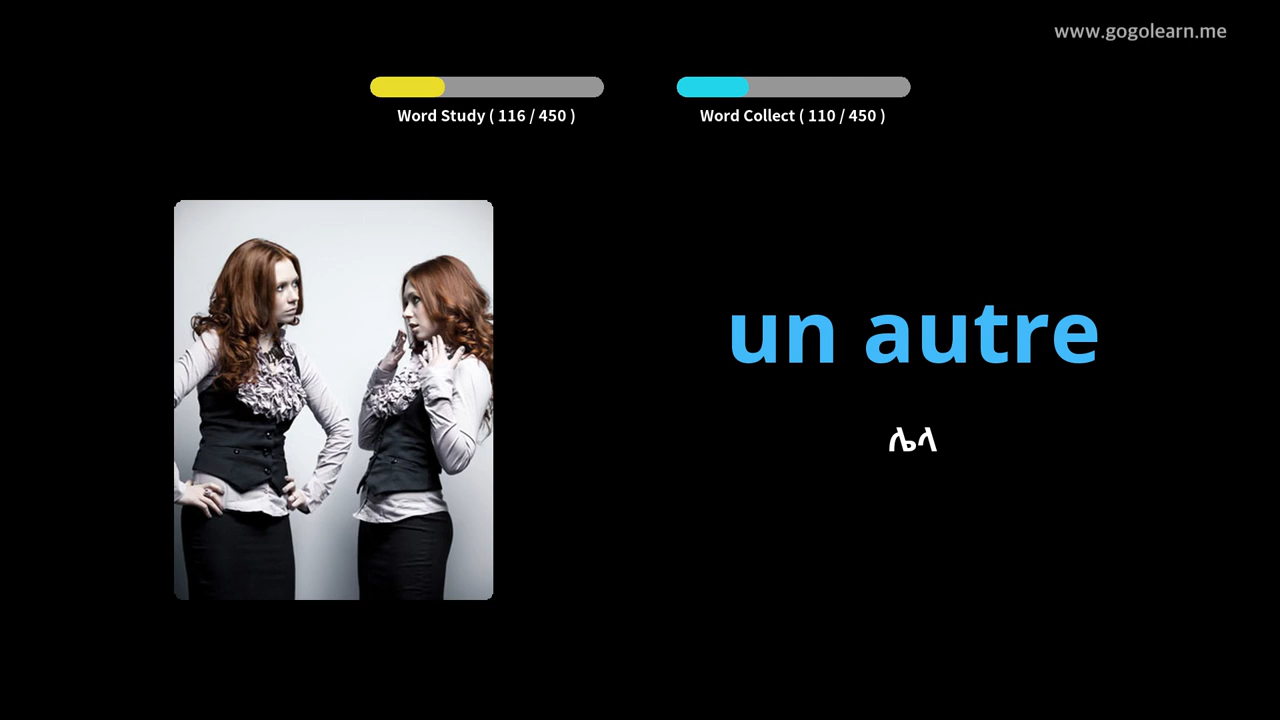 www.gogolearn.me
Word Study ( 116 / 450 )
Word Collect ( 110 / 450 )
un autre
ሌላ